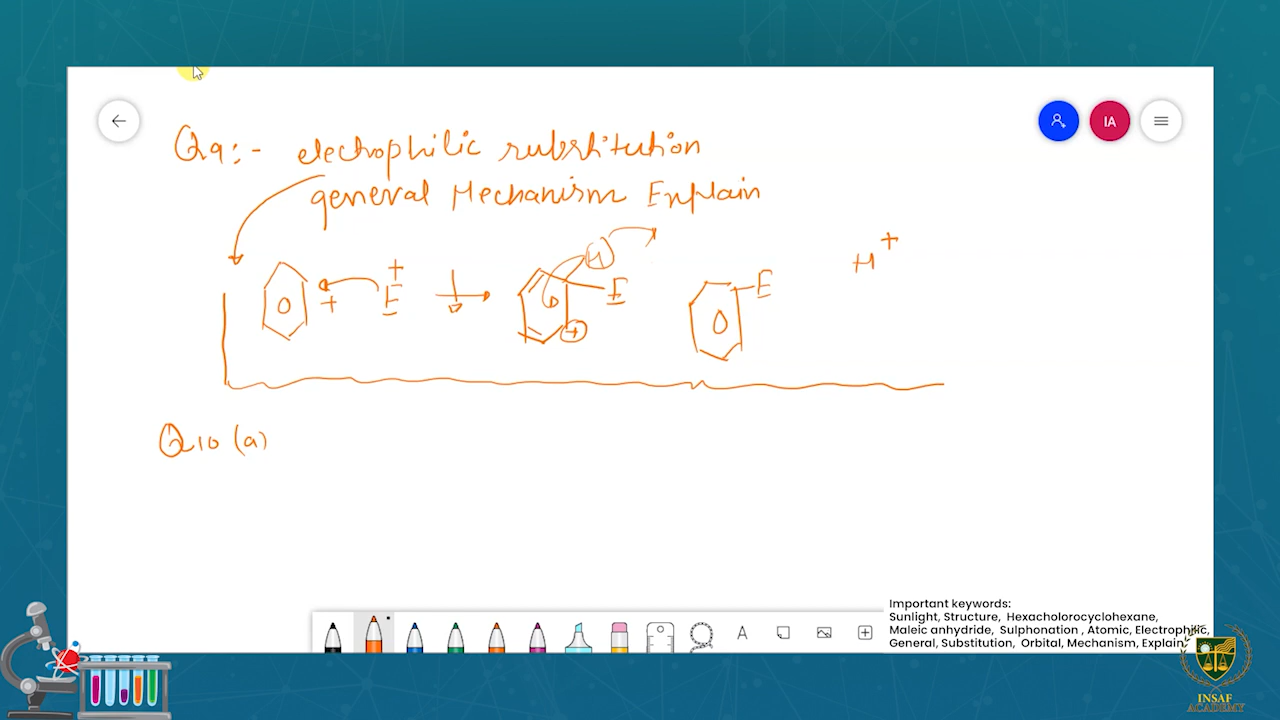 Q9:- electrophilic substitution
general Mechanism Explain
+ E+
H
E
+
E
H+
Q10 (a)
IA
A
Important keywords:
Sunlight, Structure, Hexacholorocyclohexane,
Maleic anhydride, Sulphonation , Atomic, Electrophilic,
General, Substitution, Orbital, Mechanism, Explain
INSAF
ACADEMY